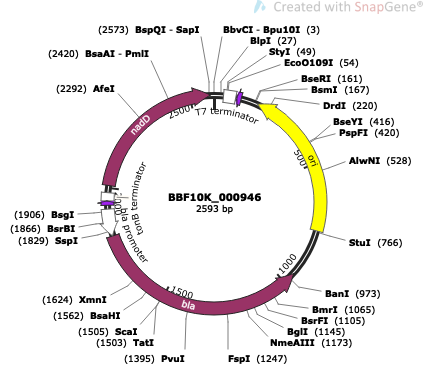 Created with SnapGene®
(2573) BspQI - SapI
BbvCI - Bpu10I (3)
BlpI (27)
(2420) BsaAI - PmlI
StyI (49)
EcoO109I (54)
(2292) AfeI
BseRI (161)
BsmI (167)
DrdI (220)
BseYI (416)
PspFI (420)
AlwNI (528)
StuI (766)
BanI (973)
BmrI (1065)
BsrFI (1105)
BglI (1145)
NmeAIII (1173)
FspI (1247)
(1395) PvuI
(1503) TatI
(1505) ScaI
(1562) BsaHI
(1624) XmnI
(1829) SspI
(1866) BsrBI
(1906) BsgI
nadD
2500
T7 terminator
ori
500
1000
bla
1500
bla promoter
tonB terminator
BBF10K_000946
2593 bp